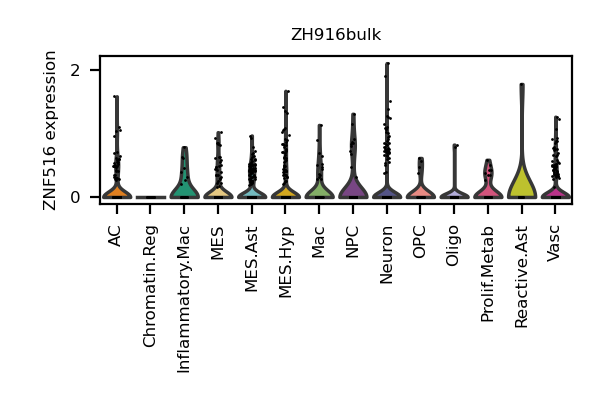 ZH916bulk
ZNF516 expression
2
0
AC
Chromatin.Reg
Inflammatory.Mac
MES
MES.Ast
MES.Hyp
Mac
NPC
Neuron
OPC
Oligo
Prolif.Metab
Reactive.Ast
Vasc